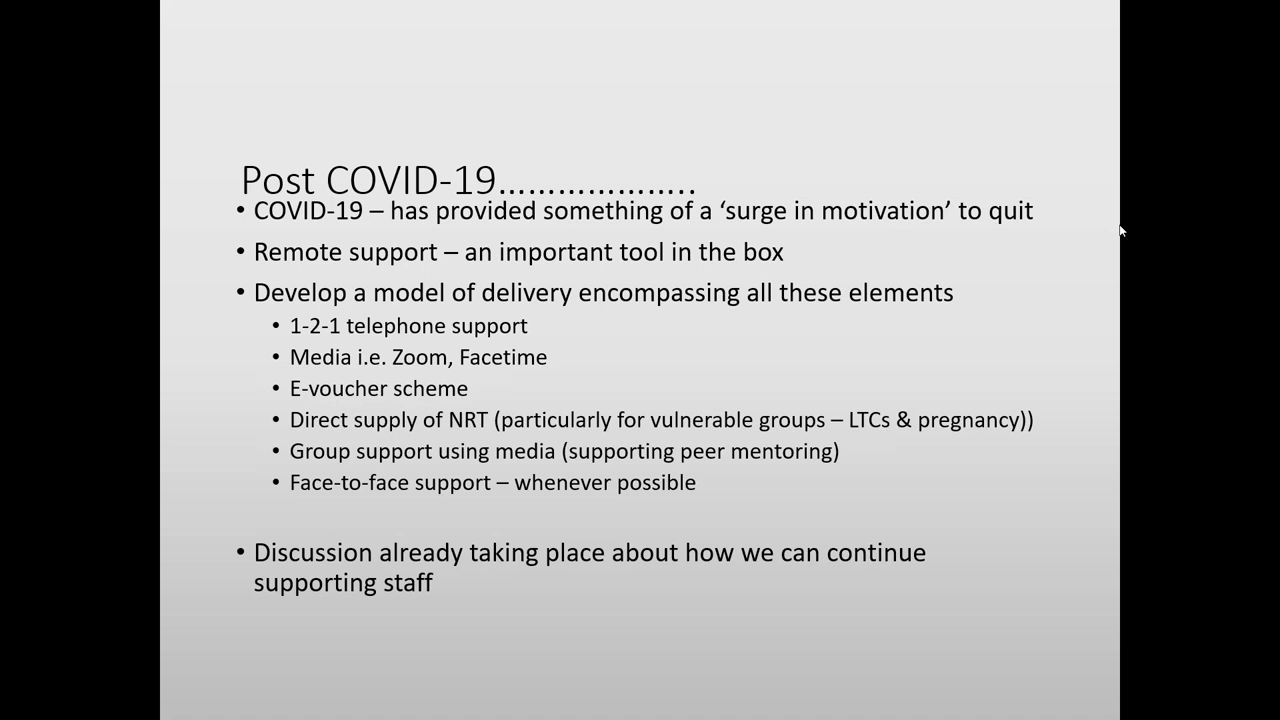 Post COVID-19………………..
• COVID-19 – has provided something of a ‘surge in motivation’ to quit
• Remote support – an important tool in the box
• Develop a model of delivery encompassing all these elements
• 1-2-1 telephone support
• Media i.e. Zoom, Facetime
• E-voucher scheme
• Direct supply of NRT (particularly for vulnerable groups – LTCs & pregnancy))
• Group support using media (supporting peer mentoring)
• Face-to-face support – whenever possible
• Discussion already taking place about how we can continue
supporting staff